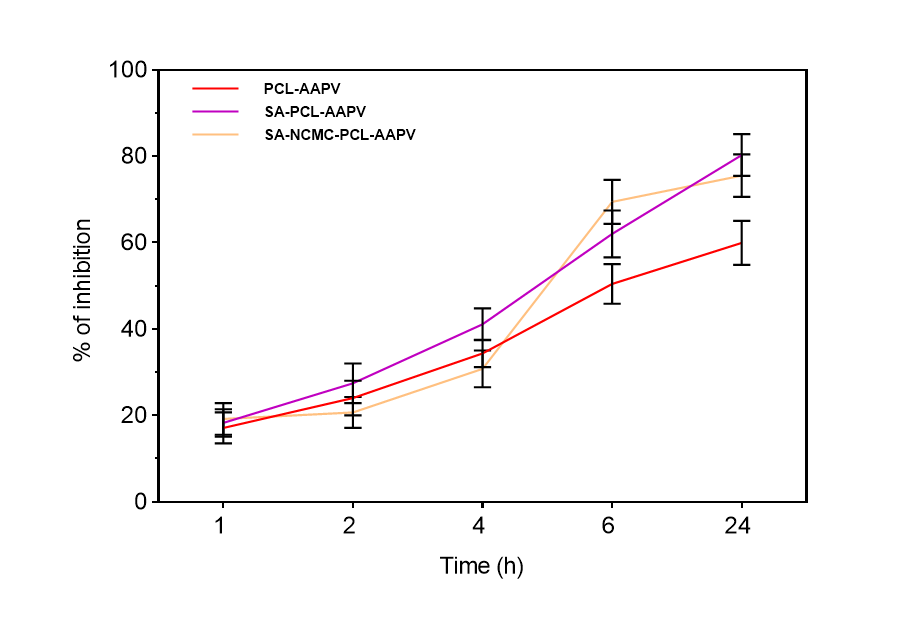 100
80
60
40
20
0
% of inhibition
PCL-AAPV
SA-PCL-AAPV
SA-NCMC-PCL-AAPV
1 2 4 6 24
Time (h)